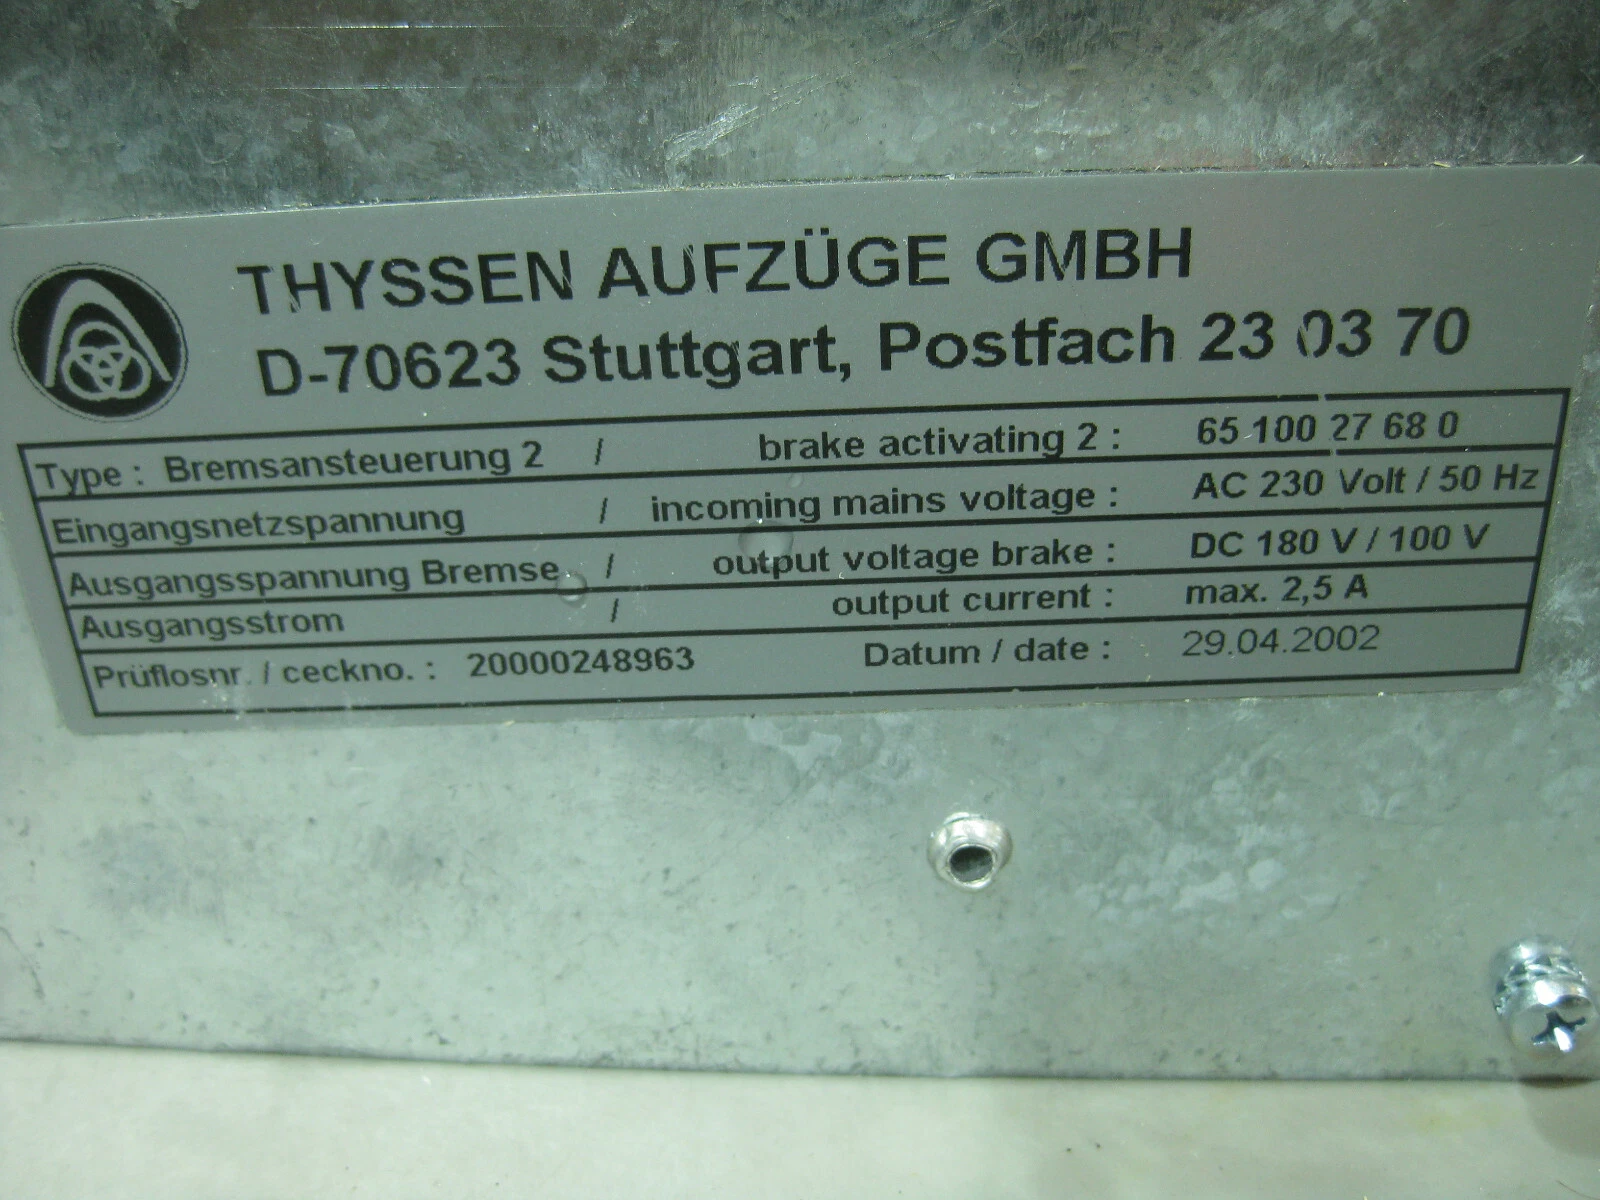 THYSSEN AUFZÜGE GMBH
D-70623 Stuttgart, Postfach 23 03 70
Type : Bremsansteuerung 2 / brake activating 2 : 65 100 27 68 0
Eingangsnetzspannung / incoming mains voltage : AC 230 Volt / 50 Hz
Ausgangsspannung Bremse / output voltage brake : DC 180 V / 100 V
Ausgangsstrom / output current : max. 2,5 A
Prüflosnr. / ceckno. : 20000248963 Datum / date : 29.04.2002